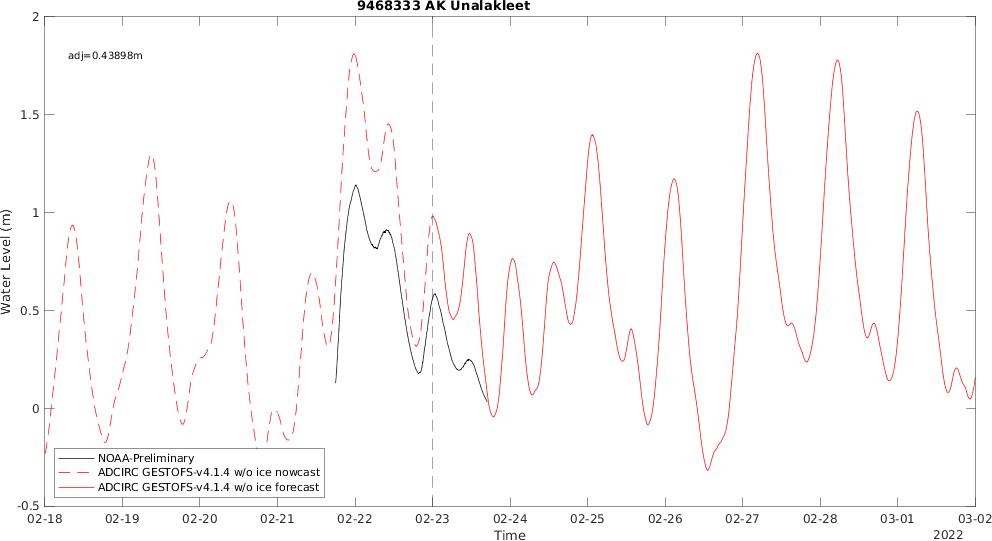 9468333 AK Unalakleet
adj=0.43898m
Water Level (m)
2
1.5
1
0.5
0
-0.5
NOAA-Preliminary
ADCIRC GESTOFS-v4.1.4 w/o ice nowcast
ADCIRC GESTOFS-v4.1.4 w/o ice forecast
02-18 02-19 02-20 02-21 02-22 02-23 02-24 02-25 02-26 02-27 02-28 03-01 03-02
Time
2022